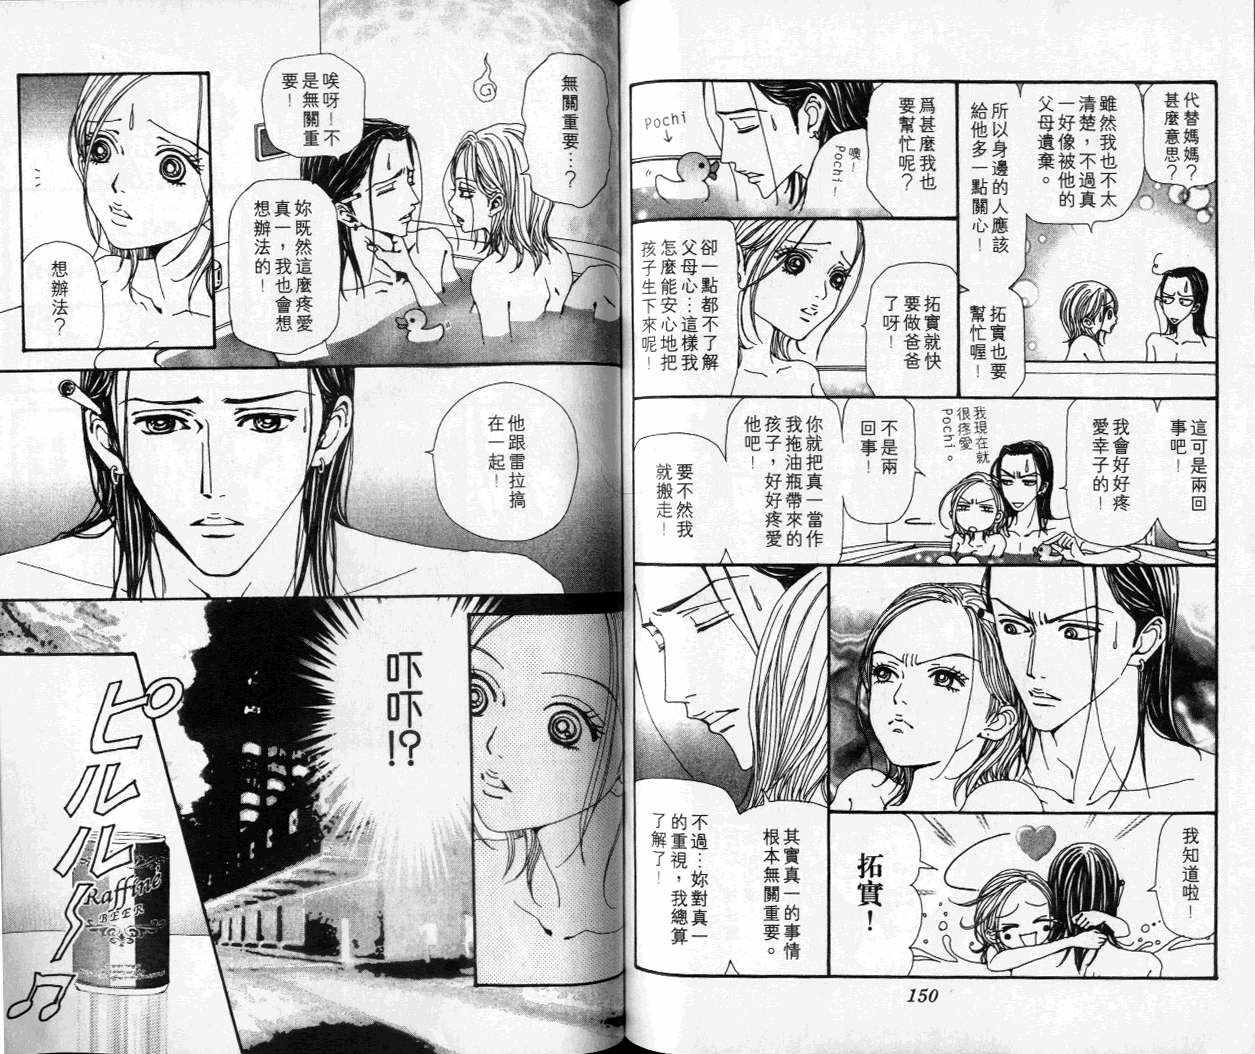 代替媽媽?
甚麼意思?
雖然我也不太
清楚,不過真
一好像被他的
父母遺棄。
所以身邊的人應該
給他多一點關心!
拓實也要
幫忙喔!
爲甚麼我也
要幫忙呢?
噢!
Pochi…
Pochi
拓實就快
要做爸爸
了呀!
卻一點都不了解
父母心…這樣我
怎麼能安心地把
孩子生下來呢!
這可是兩回
事吧!
我會好好疼
愛幸子的!
我現在就
很疼愛
Pochi。
不是兩
回事!
你就把真一當作
我拖油瓶帶來的
孩子,好好疼愛
他吧!
要不然我
就搬走!
我知道啦!
拓實!
其實真一的事情
根本無關重要。
不過…妳對真一
的重視,我總算
了解了!
150
無關重要…?
唉呀!不
是無關重
要!
妳既然這麼疼愛
真一,我也會想
想辦法的!
想辦法?
他跟雷拉搞
在一起!
吓吓!?
ピルルル〜♫
Raffiné
BEER